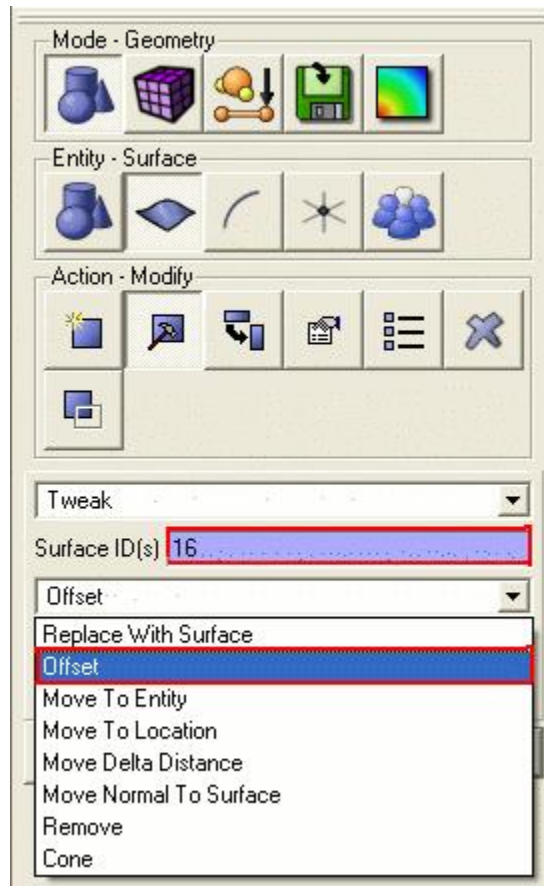 Mode - Geometry
Entity - Surface
Action - Modify
Tweak
Surface ID(s) 16
Offset
Replace With Surface
Offset
Move To Entity
Move To Location
Move Delta Distance
Move Normal To Surface
Remove
Cone